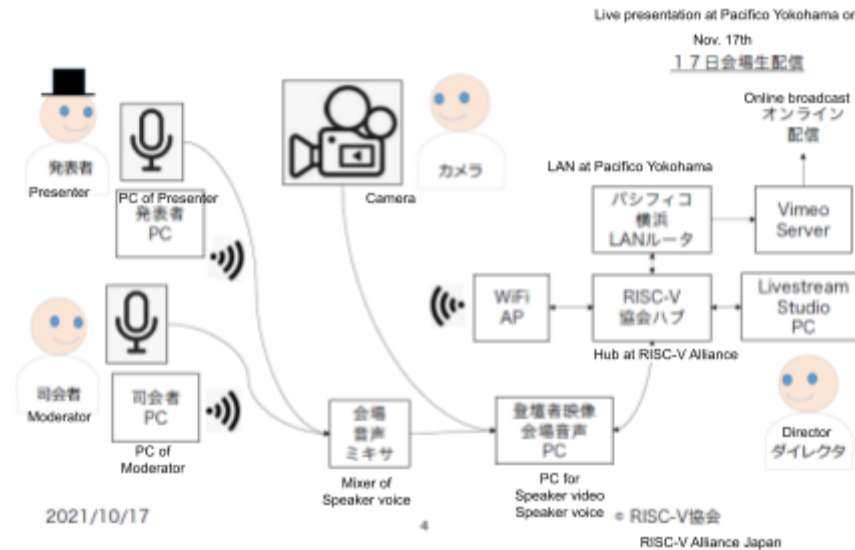 Live presentation at Pacifico Yokohama on
Nov. 17th
17日会場生配信
Online broadcast
オンライン
配信
発表者
Presenter
PC of Presenter
発表者
PC
Camera
カメラ
LAN at Pacifico Yokohama
パシフィコ
横浜
LANルータ
Vimeo
Server
WiFi
AP
RISC-V
協会ハブ
Livestream
Studio
PC
Hub at RISC-V Alliance
司会者
Moderator
司会者
PC
PC of
Moderator
会場
音声
ミキサ
Mixer of
Speaker voice
登壇者映像
会場音声
PC
PC for
Speaker video
Speaker voice
Director
ダイレクタ
2021/10/17
4
© RISC-V協会
RISC-V Alliance Japan